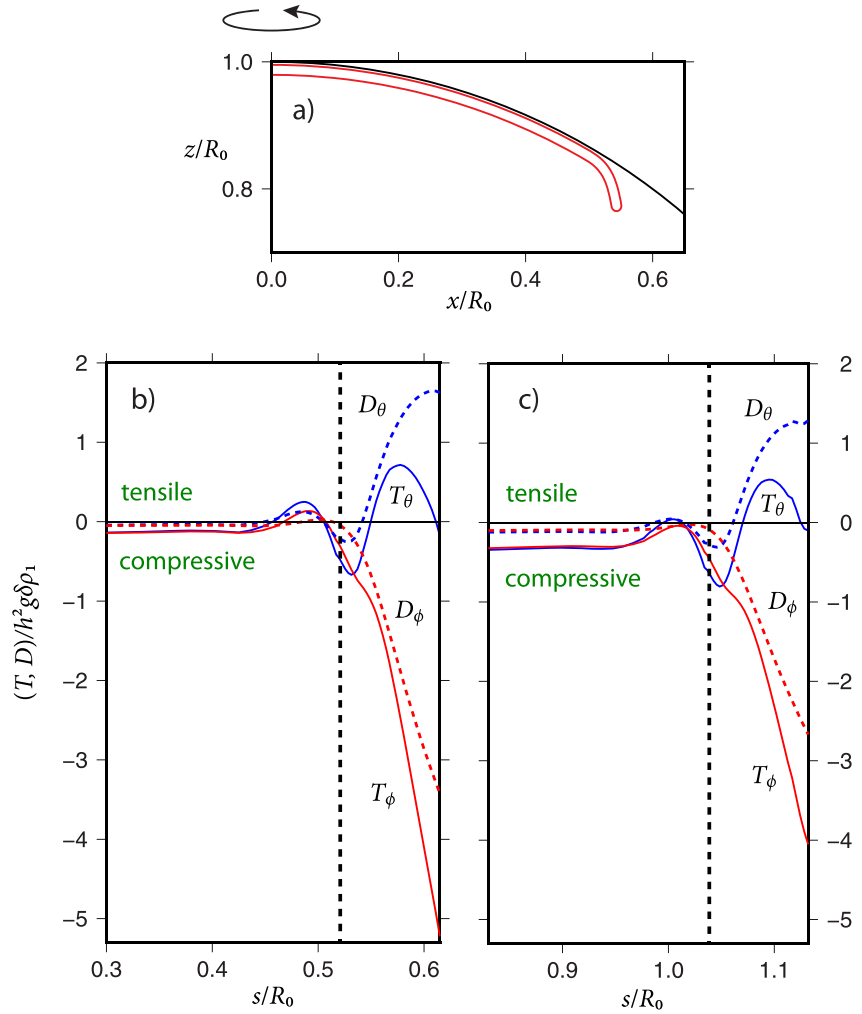 1.0
a)
z/R₀
0.8
0.0 0.2 0.4 0.6
x/R₀
2 2
b) c)
D_θ D_θ
1 1
tensile T_θ tensile T_θ
0 0
compressive compressive
−1 −1
D_ϕ D_ϕ
(T, D)/h²gδρ₁
−2 −2
−3 −3
T_ϕ T_ϕ
−4 −4
−5 −5
0.3 0.4 0.5 0.6 0.9 1.0 1.1
s/R₀ s/R₀